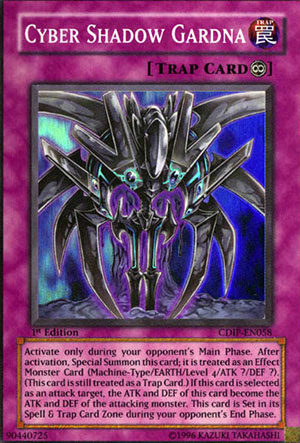 CYBER SHADOW GARDNA
TRAP
罠
[TRAP CARD]
CDIP-EN058
1st Edition
Activate only during your opponent's Main Phase. After
activation, Special Summon this card; it is treated as an Effect
Monster Card (Machine-Type/EARTH/Level 4/ATK ?/DEF ?).
(This card is still treated as a Trap Card.) If this card is selected
as an attack target, the ATK and DEF of this card become the
ATK and DEF of the attacking monster. This card is Set in its
Spell & Trap Card Zone during your opponent's End Phase.
90440725
©1996 KAZUKI TAKAHASHI